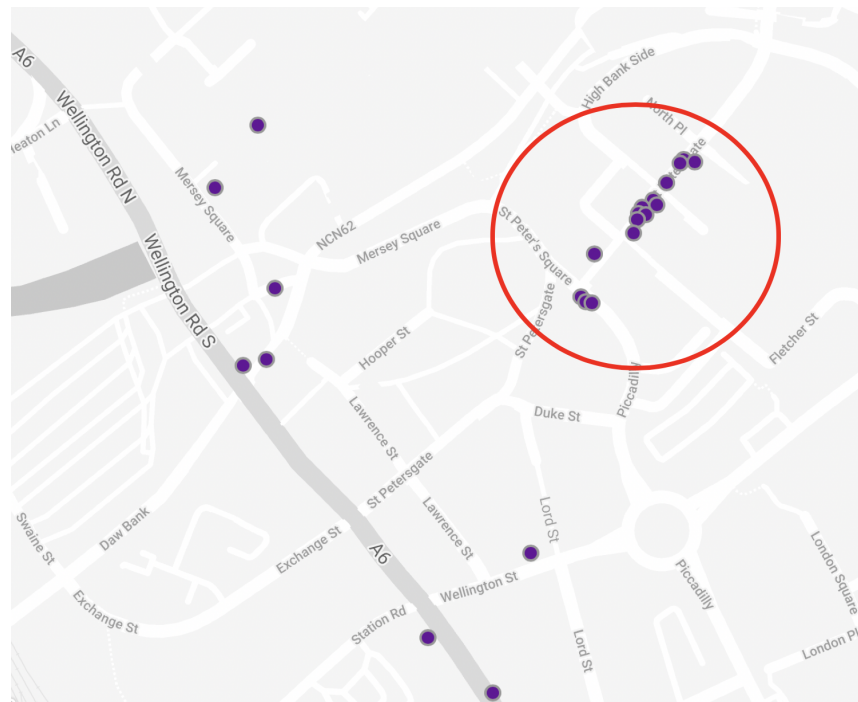 A6
High Bank Side
Wellington Rd N
North Pl
eaton Ln
Mersey Square
St Peter's Square
NCN62
Mersey Square
Wellington Rd S
St Petersgate
Hooper St
Fletcher St
Piccadilly
Lawrence St
Duke St
St Petersgate
Lord St
Lawrence St
Swaine St
Daw Bank
Exchange St
A6
London Square
Piccadilly
Wellington St
Exchange St
Station Rd
Lord St
London Pl